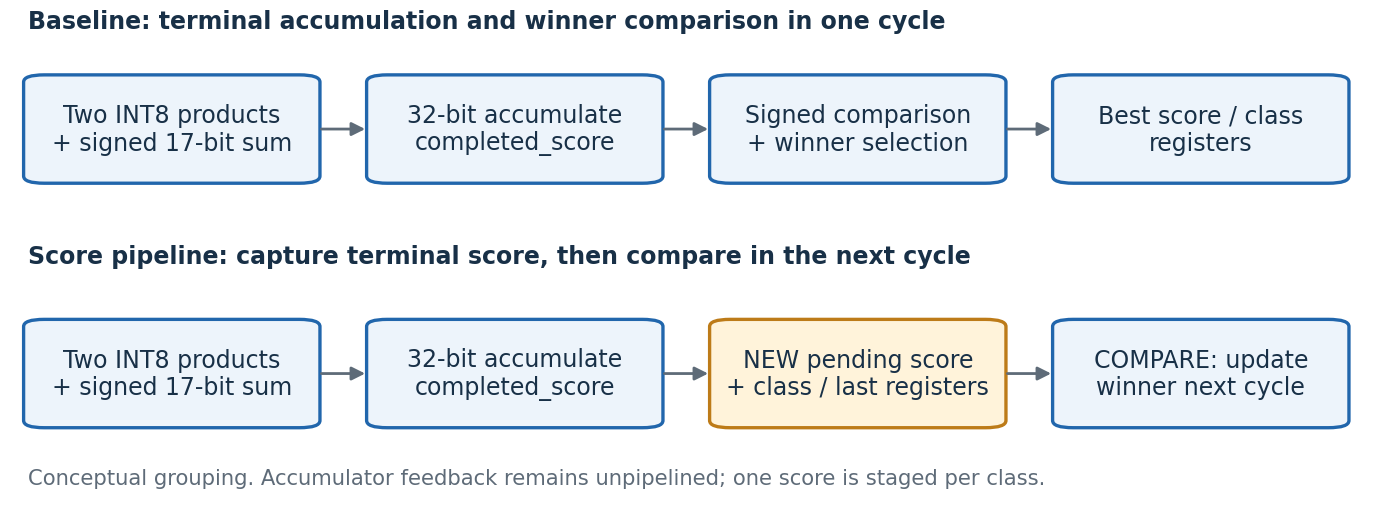 Baseline: terminal accumulation and winner comparison in one cycle
Two INT8 products
+ signed 17-bit sum
32-bit accumulate
completed_score
Signed comparison
+ winner selection
Best score / class
registers
Score pipeline: capture terminal score, then compare in the next cycle
Two INT8 products
+ signed 17-bit sum
32-bit accumulate
completed_score
NEW pending score
+ class / last registers
COMPARE: update
winner next cycle
Conceptual grouping. Accumulator feedback remains unpipelined; one score is staged per class.